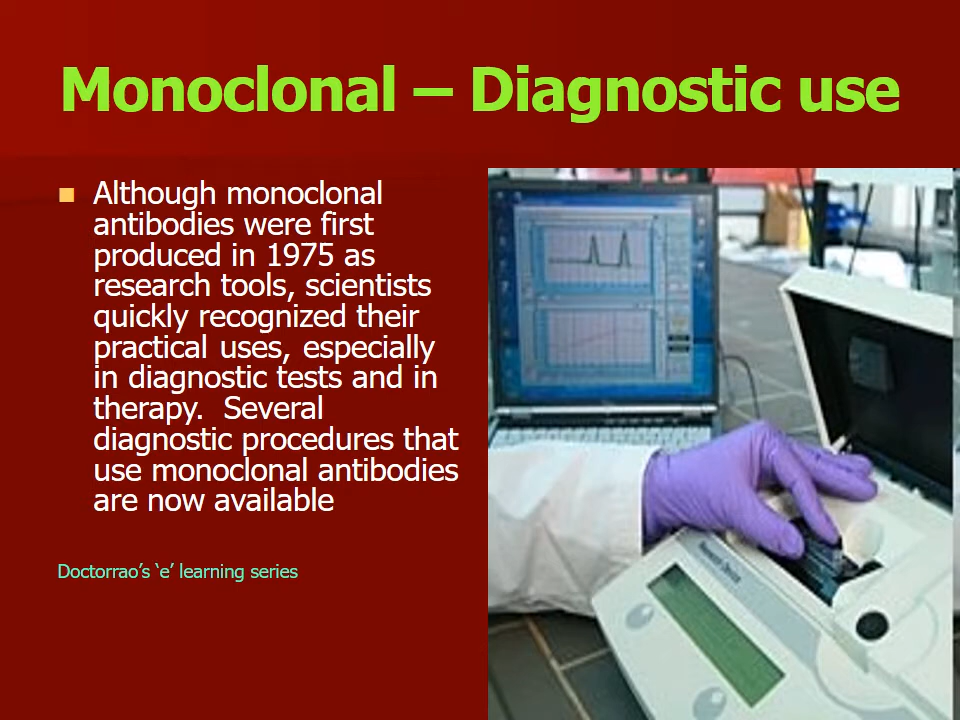 Monoclonal – Diagnostic use
Although monoclonal
antibodies were first
produced in 1975 as
research tools, scientists
quickly recognized their
practical uses, especially
in diagnostic tests and in
therapy.  Several
diagnostic procedures that
use monoclonal antibodies
are now available
Doctorrao’s ‘e’ learning series